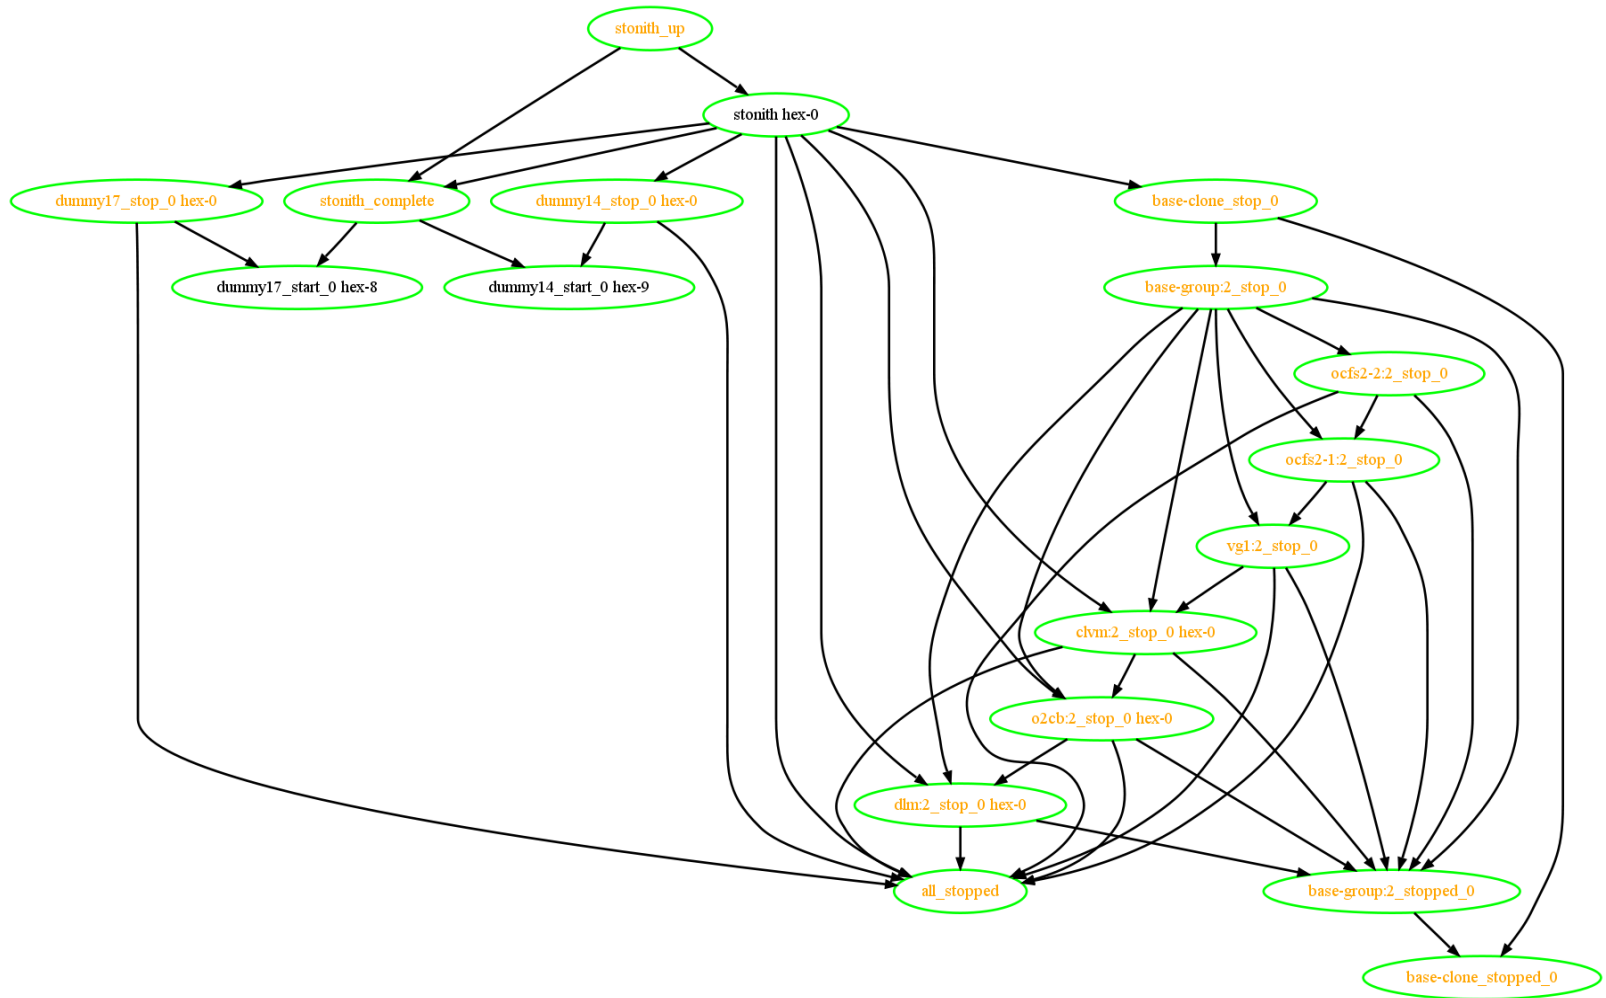 stonith_up
stonith hex-0
dummy17_stop_0 hex-0
stonith_complete
dummy14_stop_0 hex-0
base-clone_stop_0
dummy17_start_0 hex-8
dummy14_start_0 hex-9
base-group:2_stop_0
ocfs2-2:2_stop_0
ocfs2-1:2_stop_0
vg1:2_stop_0
clvm:2_stop_0 hex-0
o2cb:2_stop_0 hex-0
dlm:2_stop_0 hex-0
all_stopped
base-group:2_stopped_0
base-clone_stopped_0